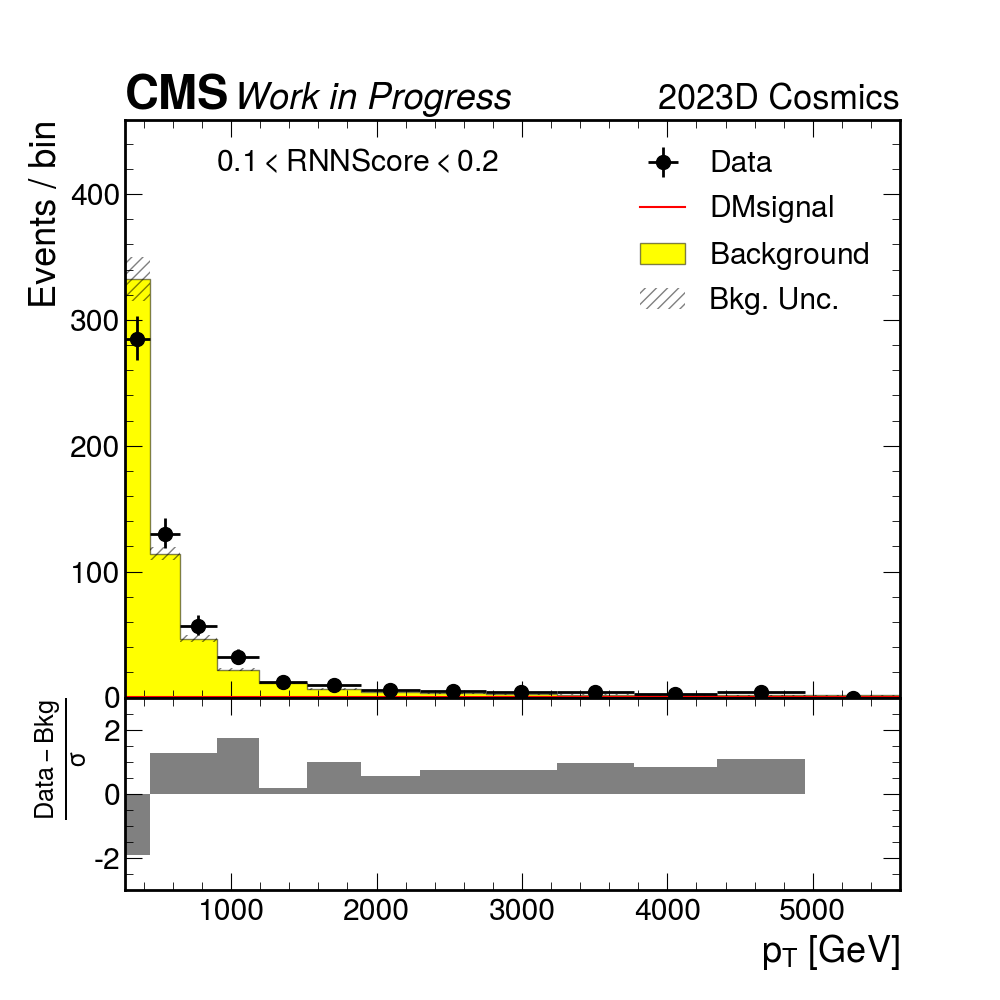 CMS Work in Progress 2023D Cosmics
Events / bin
0.1 < RNNScore < 0.2
Data
DMsignal
Background
Bkg. Unc.
400
300
200
100
0
Data − Bkg
σ
2
0
-2
1000 2000 3000 4000 5000
pT [GeV]